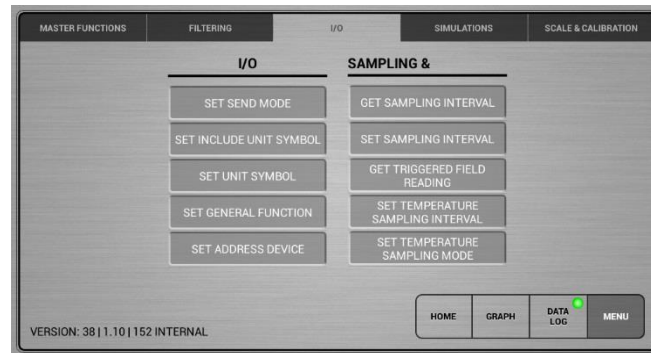 MASTER FUNCTIONS
FILTERING
I/O
SIMULATIONS
SCALE & CALIBRATION
I/O
SET SEND MODE
SET INCLUDE UNIT SYMBOL
SET UNIT SYMBOL
SET GENERAL FUNCTION
SET ADDRESS DEVICE
SAMPLING &
GET SAMPLING INTERVAL
SET SAMPLING INTERVAL
GET TRIGGERED FIELD
READING
SET TEMPERATURE
SAMPLING INTERVAL
SET TEMPERATURE
SAMPLING MODE
HOME
GRAPH
DATA
LOG
MENU
VERSION: 38 | 1.10 | 152 INTERNAL